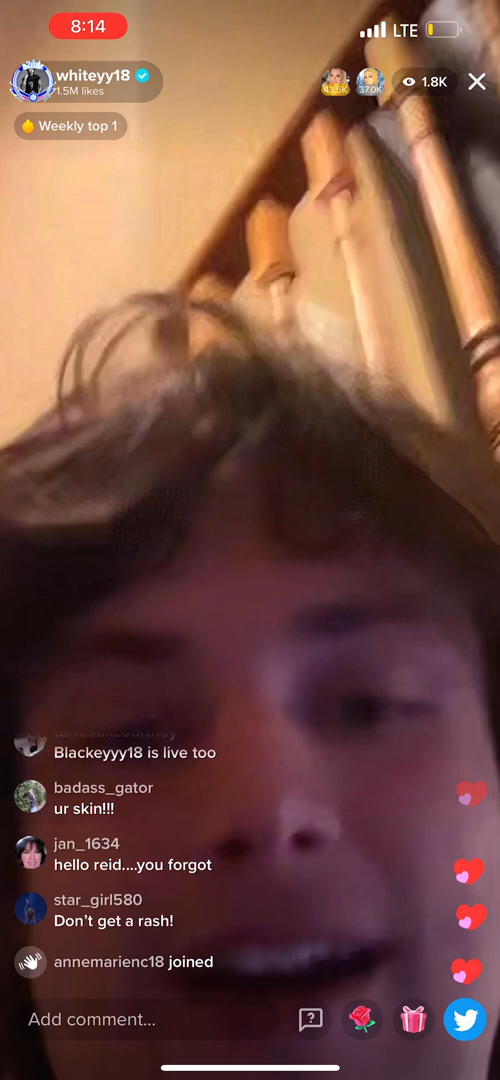 8:14
LTE
whiteyy18
1.5M likes
43.5K
37.0K
1.8K
Weekly top 1
Blackeyyy18 is live too
badass_gator
ur skin!!!
jan_1634
hello reid....you forgot
star_girl580
Don't get a rash!
annemarienc18 joined
Add comment...